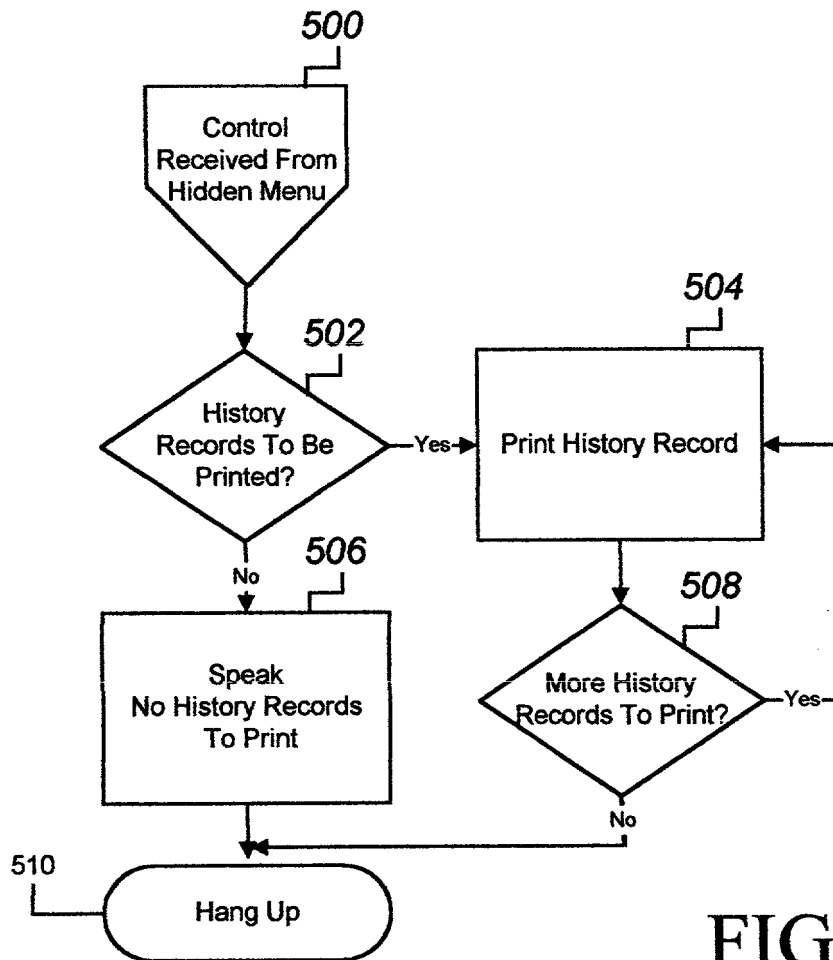 500
Control
Received From
Hidden Menu
502
History
Records To Be
Printed?
Yes
504
Print History Record
No
506
Speak
No History Records
To Print
508
More History
Records To Print?
Yes
No
510
Hang Up
FIG